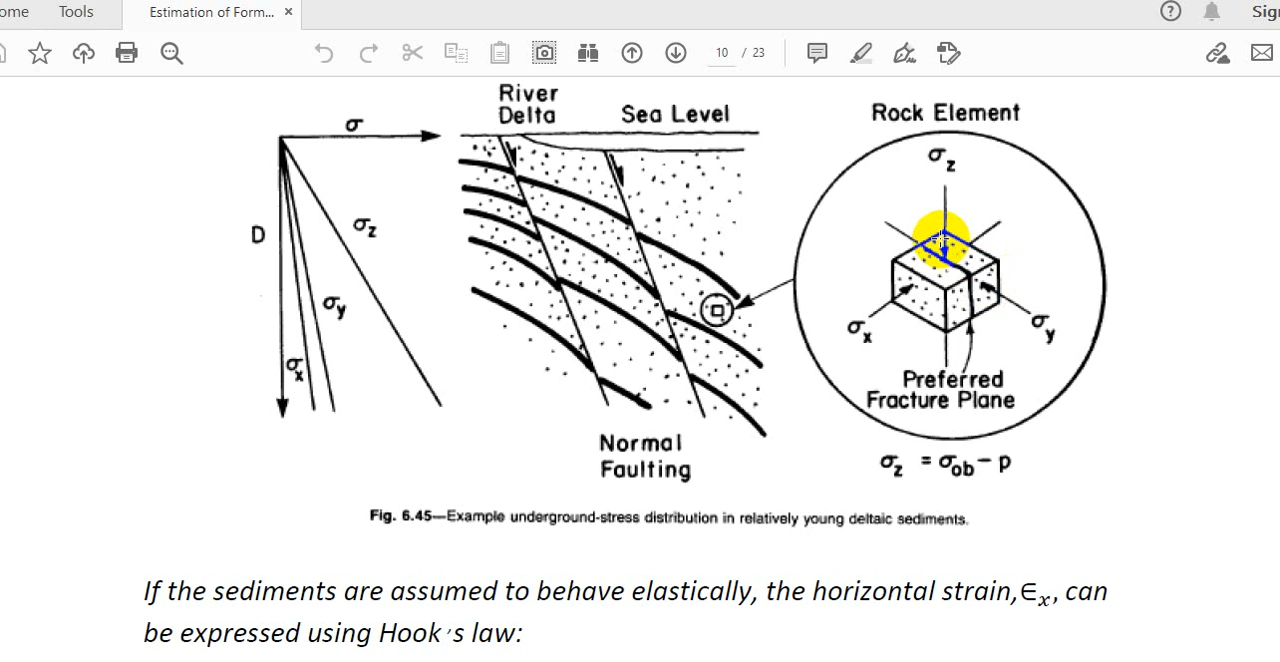 ome Tools Estimation of Form... × Sig
10 / 23
River
Delta
Sea Level
Rock Element
σ
σz
D
σz
σy
σx
σx
σy
Preferred
Fracture Plane
Normal
Faulting
σz = σob – p
Fig. 6.45—Example underground-stress distribution in relatively young deltaic sediments.
If the sediments are assumed to behave elastically, the horizontal strain,∈x, can
be expressed using Hook ׳s law: